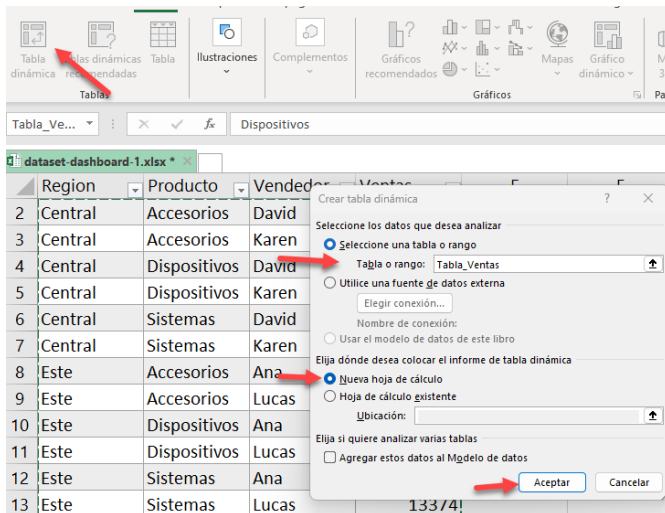 Tabla dinámica
Tablas dinámicas recomendadas
Tabla
Ilustraciones
Complementos
Gráficos recomendados
Mapas
Gráfico dinámico
Tablas
Gráficos
Tabla_Ve...
fx
Dispositivos
dataset-dashboard-1.xlsx *
Region Producto Vendedor Ventas
2 Central Accesorios David
3 Central Accesorios Karen
4 Central Dispositivos David
5 Central Dispositivos Karen
6 Central Sistemas David
7 Central Sistemas Karen
8 Este Accesorios Ana
9 Este Accesorios Lucas
10 Este Dispositivos Ana
11 Este Dispositivos Lucas
12 Este Sistemas Ana
13 Este Sistemas Lucas 13374
Crear tabla dinámica ?
Seleccione los datos que desea analizar
Seleccione una tabla o rango
Tabla o rango: Tabla_Ventas
Utilice una fuente de datos externa
Elegir conexión...
Nombre de conexión:
Usar el modelo de datos de este libro
Elija dónde desea colocar el informe de tabla dinámica
Nueva hoja de cálculo
Hoja de cálculo existente
Ubicación:
Elija si quiere analizar varias tablas
Agregar estos datos al Modelo de datos
Aceptar Cancelar